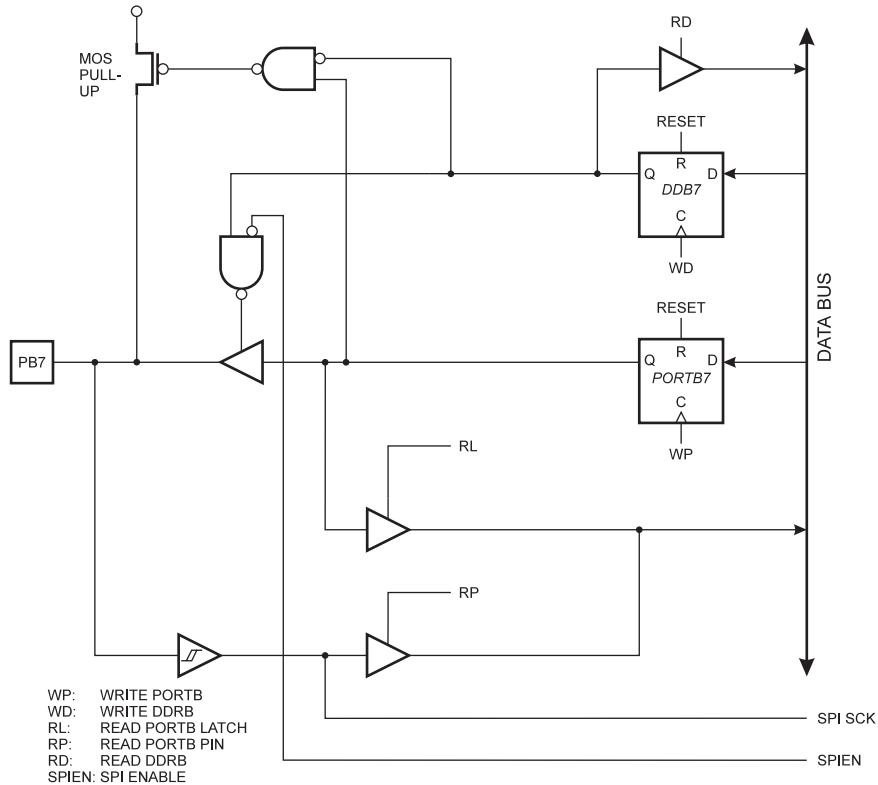 RD
MOS
PULL-
UP
RESET
R
Q
D
DDB7
C
WD
DATA BUS
RESET
PB7
R
Q
D
PORTB7
C
WP
RL
RP
WP: WRITE PORTB
WD: WRITE DDRB
RL: READ PORTB LATCH
RP: READ PORTB PIN
RD: READ DDRB
SPIEN: SPI ENABLE
SPI SCK
SPIEN